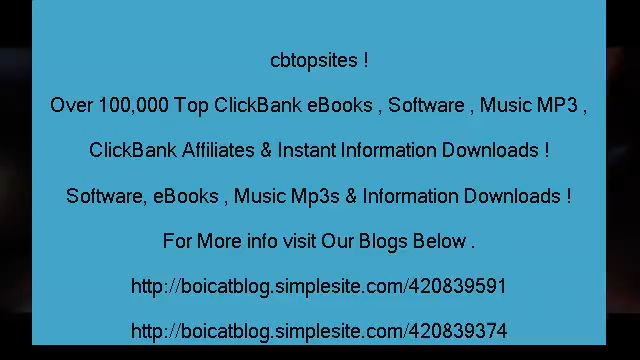 cbtopsites !
Over 100,000 Top ClickBank eBooks , Software , Music MP3 ,
ClickBank Affiliates & Instant Information Downloads !
Software, eBooks , Music Mp3s & Information Downloads !
For More info visit Our Blogs Below .
http://boicatblog.simplesite.com/420839591
http://boicatblog.simplesite.com/420839374